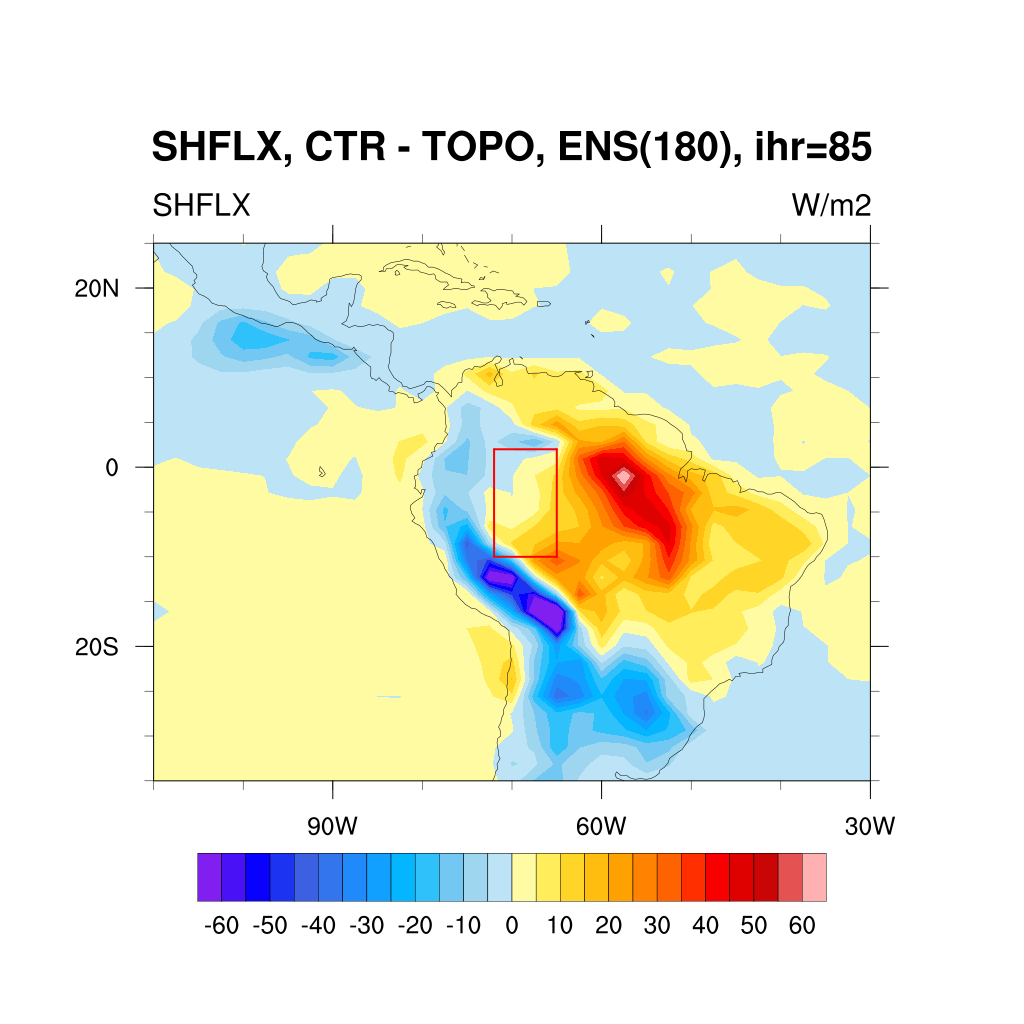 SHFLX, CTR - TOPO, ENS(180), ihr=85
SHFLX W/m2
20N
0
20S
90W 60W 30W
-60 -50 -40 -30 -20 -10 0 10 20 30 40 50 60